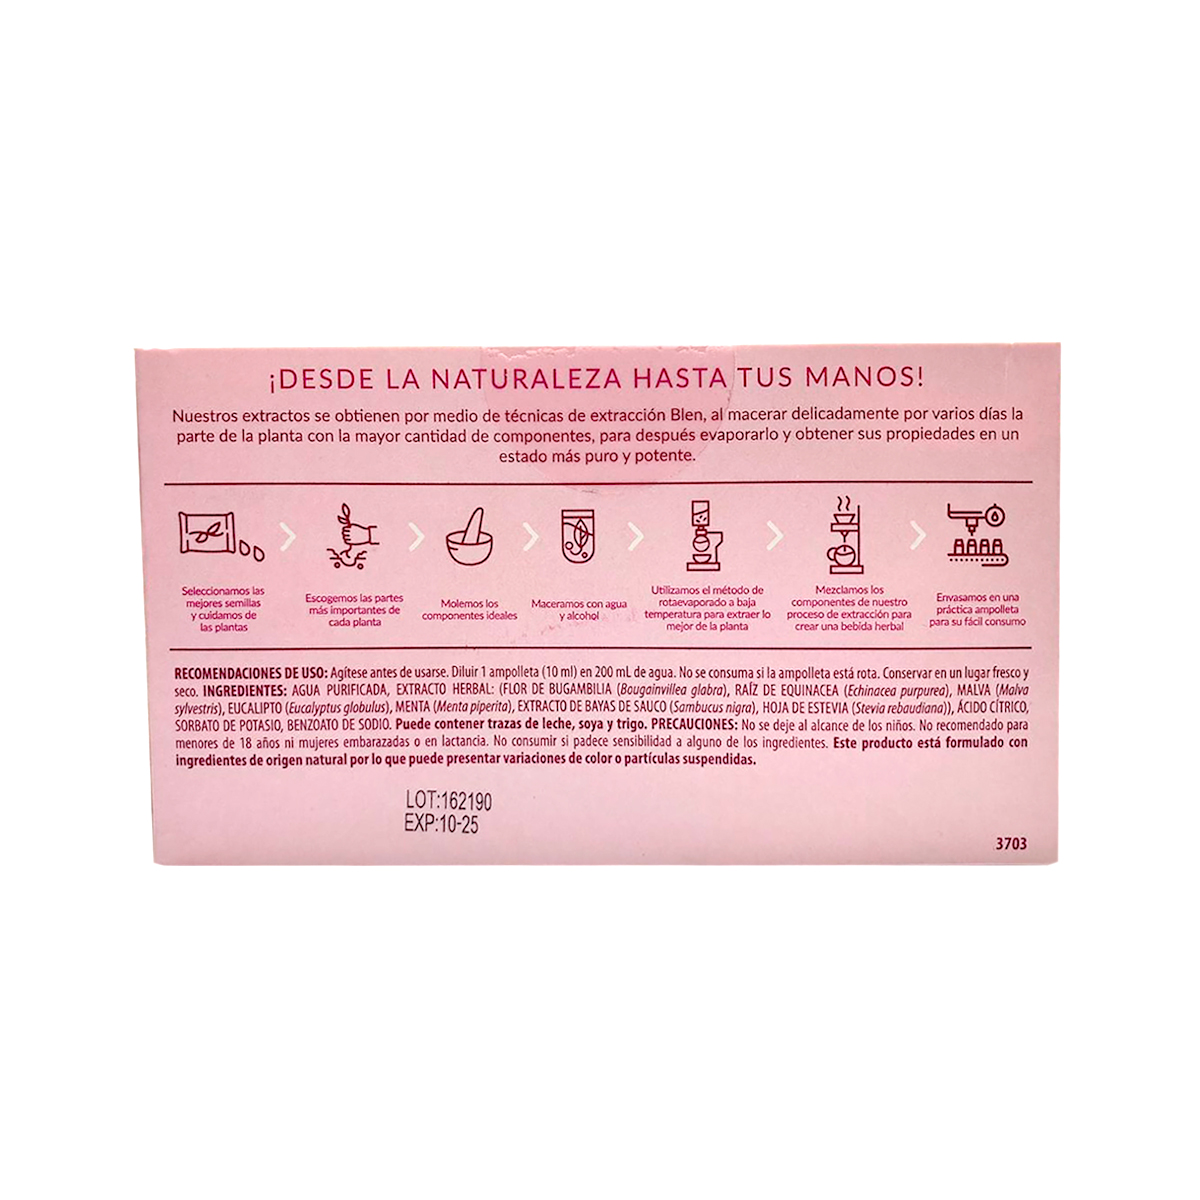 ¡DESDE LA NATURALEZA HASTA TUS MANOS!
Nuestros extractos se obtienen por medio de técnicas de extracción Blen, al macerar delicadamente por varios días la
parte de la planta con la mayor cantidad de componentes, para después evaporarlo y obtener sus propiedades en un
estado más puro y potente.
Seleccionamos las
mejores semillas
y cuidamos de
las plantas
Escogemos las partes
más importantes de
cada planta
Molemos los
componentes ideales
Maceramos con agua
y alcohol
Utilizamos el método de
rotaevaporado a baja
temperatura para extraer lo
mejor de la planta
Mezclamos los
componentes de nuestro
proceso de extracción para
crear una bebida herbal
Envasamos en una
práctica ampolleta
para su fácil consumo
RECOMENDACIONES DE USO: Agítese antes de usarse. Diluir 1 ampolleta (10 ml) en 200 mL de agua. No se consuma si la ampolleta está rota. Conservar en un lugar fresco y
seco. INGREDIENTES: AGUA PURIFICADA, EXTRACTO HERBAL: (FLOR DE BUGAMBILIA (Bougainvillea glabra), RAÍZ DE EQUINACEA (Echinacea purpurea), MALVA (Malva
sylvestris), EUCALIPTO (Eucalyptus globulus), MENTA (Menta piperita), EXTRACTO DE BAYAS DE SAUCO (Sambucus nigra), HOJA DE ESTEVIA (Stevia rebaudiana)), ÁCIDO CÍTRICO,
SORBATO DE POTASIO, BENZOATO DE SODIO. Puede contener trazas de leche, soya y trigo. PRECAUCIONES: No se deje al alcance de los niños. No recomendado para
menores de 18 años ni mujeres embarazadas o en lactancia. No consumir si padece sensibilidad a alguno de los ingredientes. Este producto está formulado con
ingredientes de origen natural por lo que puede presentar variaciones de color o partículas suspendidas.
LOT:162190
EXP:10-25
3703